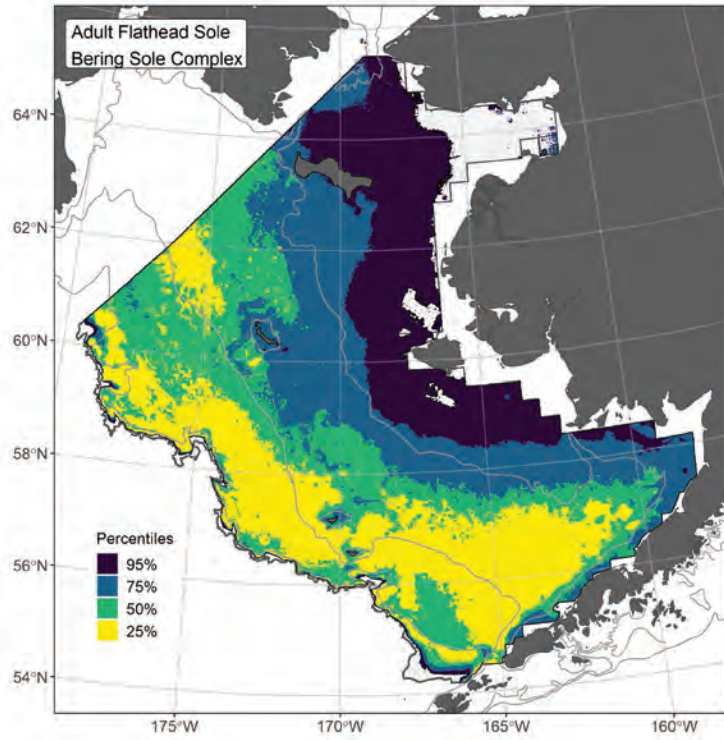 Adult Flathead Sole
Bering Sole Complex
64°N
62°N
60°N
58°N
56°N
54°N
Percentiles
95%
75%
50%
25%
175°W
170°W
165°W
160°W